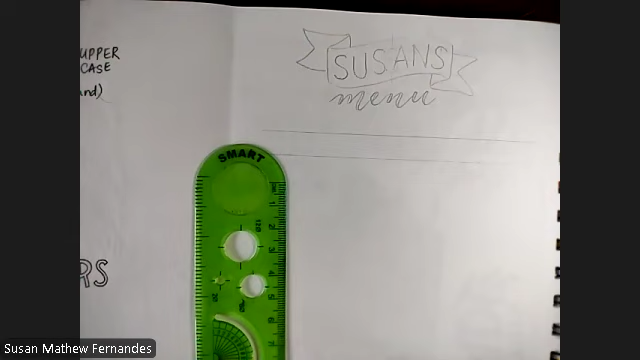 UPPER
CASE
and)
SUSANS
menu
SMART
RS
Susan Mathew Fernandes